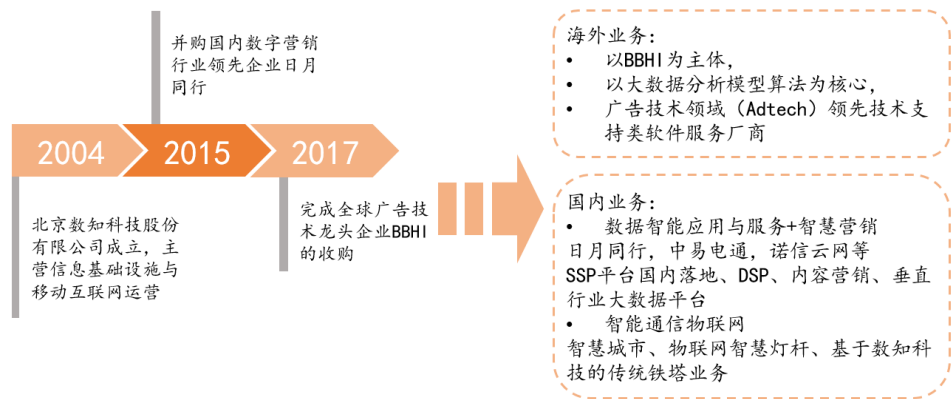 并购国内数字营销
行业领先企业日月
同行
2004
2015
2017
北京数知科技股份
有限公司成立，主
营信息基础设施与
移动互联网运营
完成全球广告技
术龙头企业BBHI
的收购
海外业务：
• 以BBHI为主体，
• 以大数据分析模型算法为核心，
• 广告技术领域（Adtech）领先技术支
持类软件服务厂商
国内业务：
• 数据智能应用与服务+智慧营销
日月同行，中易电通，诺信云网等
SSP平台国内落地、DSP、内容营销、垂直
行业大数据平台
• 智能通信物联网
智慧城市、物联网智慧灯杆、基于数知科
技的传统铁塔业务